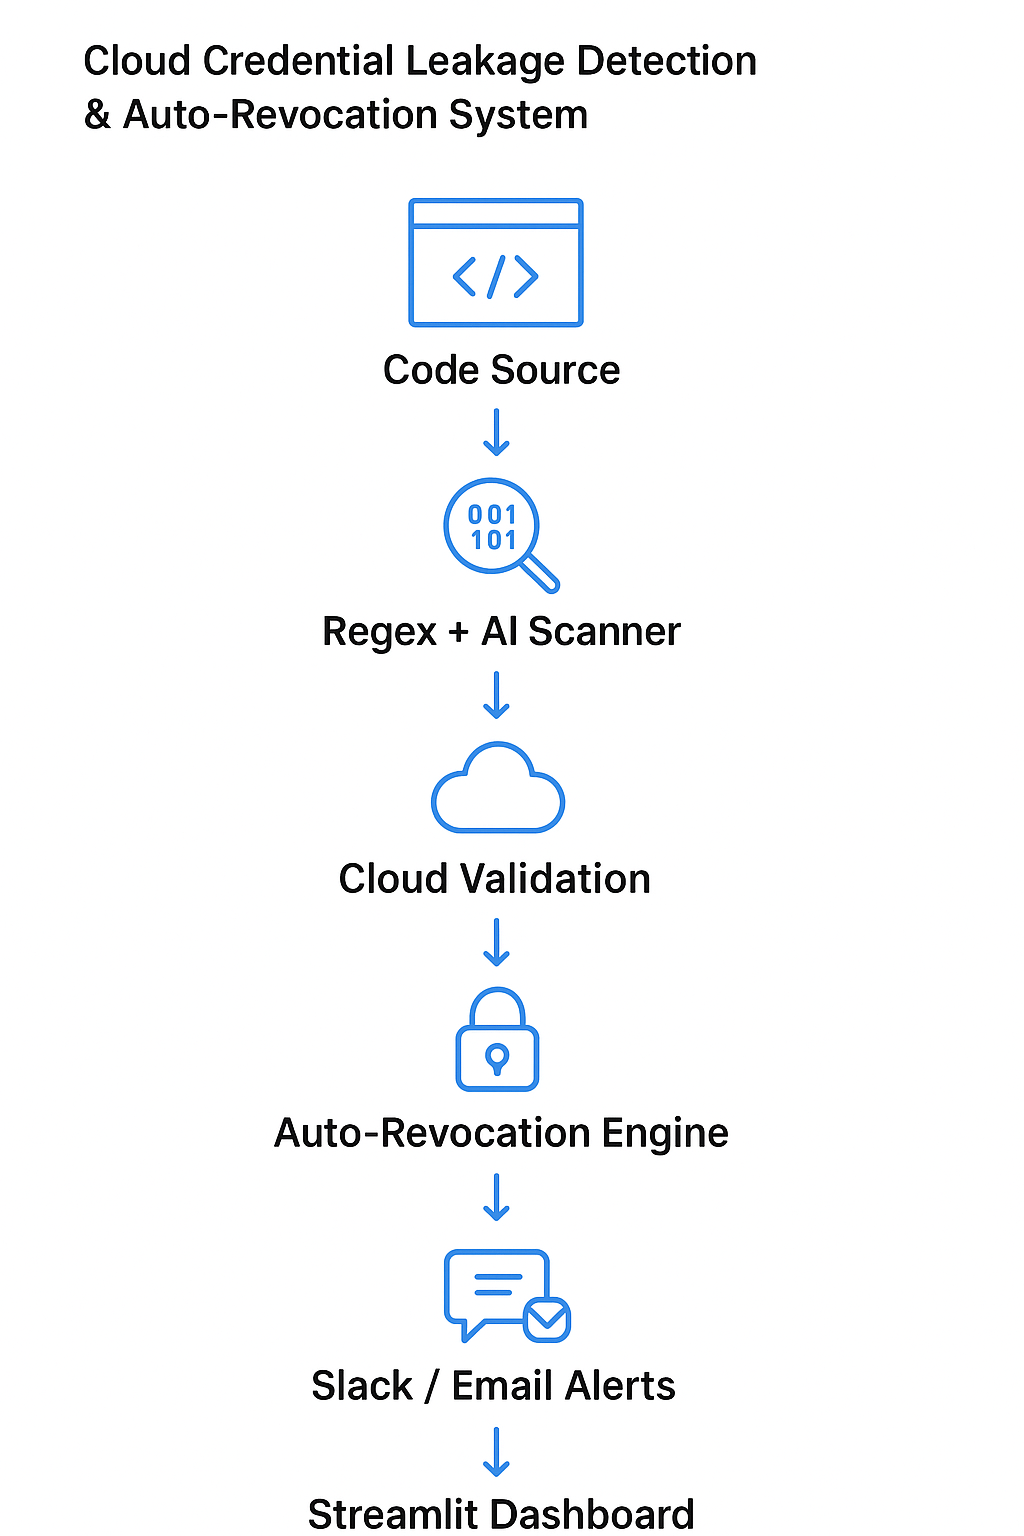 Cloud Credential Leakage Detection
& Auto-Revocation System
</>
Code Source
001
101
Regex + AI Scanner
Cloud Validation
Auto-Revocation Engine
Slack / Email Alerts
Streamlit Dashboard